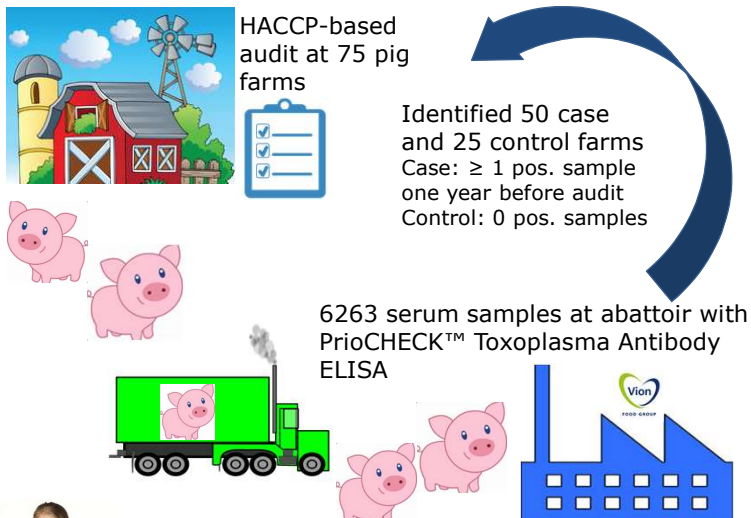 HACCP-based
audit at 75 pig
farms
Identified 50 case
and 25 control farms
Case: ≥ 1 pos. sample
one year before audit
Control: 0 pos. samples
6263 serum samples at abattoir with
PrioCHECK™ Toxoplasma Antibody
ELISA
Vion
FOOD GROUP